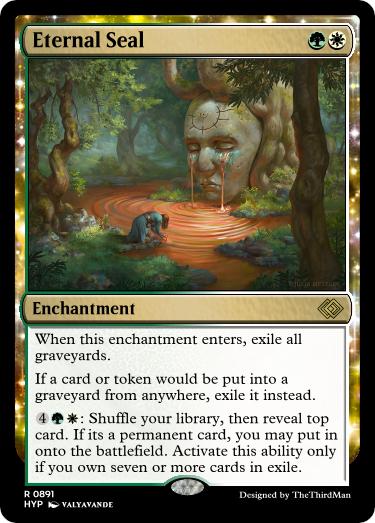 Eternal Seal
Enchantment
When this enchantment enters, exile all
graveyards.
If a card or token would be put into a
graveyard from anywhere, exile it instead.
4: Shuffle your library, then reveal top
card. If its a permanent card, you may put in
onto the battlefield. Activate this ability only
if you own seven or more cards in exile.
R 0891
HYP VALYAVANDE
Designed by TheThirdMan